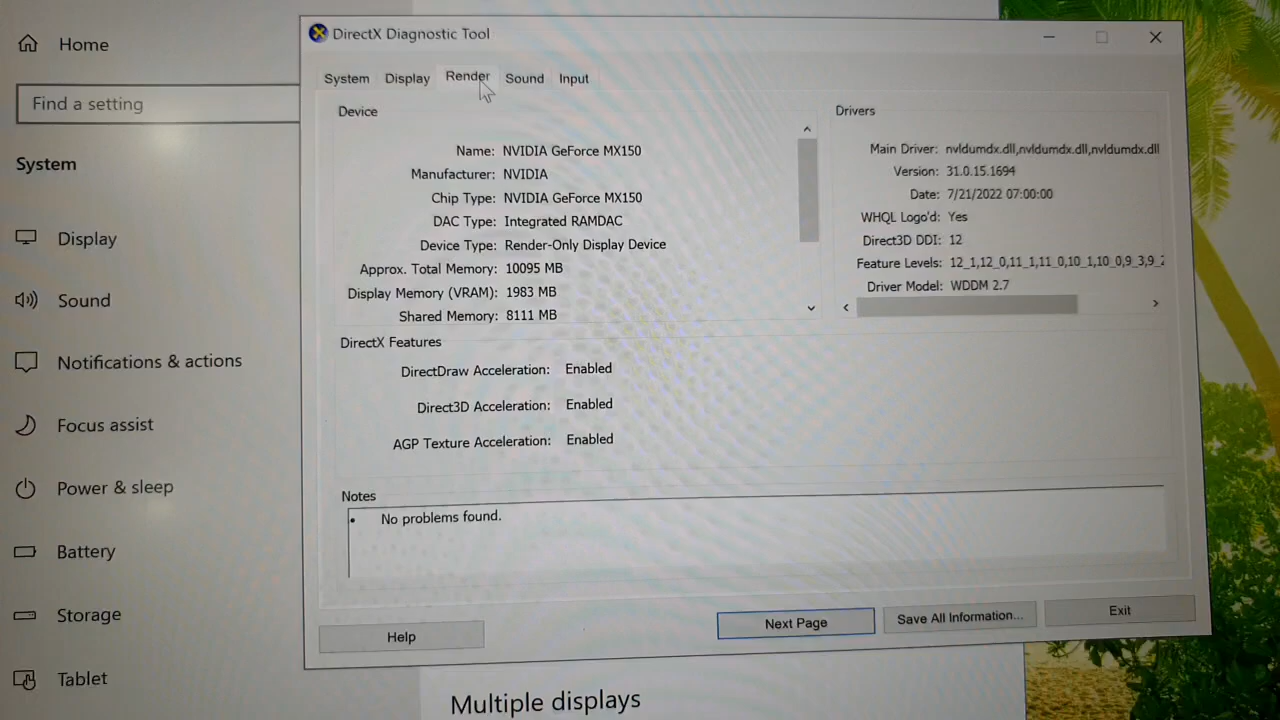 Home
Find a setting
System
Display
Sound
Notifications & actions
Focus assist
Power & sleep
Battery
Storage
Tablet
DirectX Diagnostic Tool
System Display Render Sound Input
Device
Name: NVIDIA GeForce MX150
Manufacturer: NVIDIA
Chip Type: NVIDIA GeForce MX150
DAC Type: Integrated RAMDAC
Device Type: Render-Only Display Device
Approx. Total Memory: 10095 MB
Display Memory (VRAM): 1983 MB
Shared Memory: 8111 MB
Drivers
Main Driver: nvldumdx.dll,nvldumdx.dll,nvldumdx.dll
Version: 31.0.15.1694
Date: 7/21/2022 07:00:00
WHQL Logo'd: Yes
Direct3D DDI: 12
Feature Levels: 12_1,12_0,11_1,11_0,10_1,10_0,9_3,9_2
Driver Model: WDDM 2.7
DirectX Features
DirectDraw Acceleration: Enabled
Direct3D Acceleration: Enabled
AGP Texture Acceleration: Enabled
Notes
• No problems found.
Help
Next Page
Save All Information...
Exit
Multiple displays